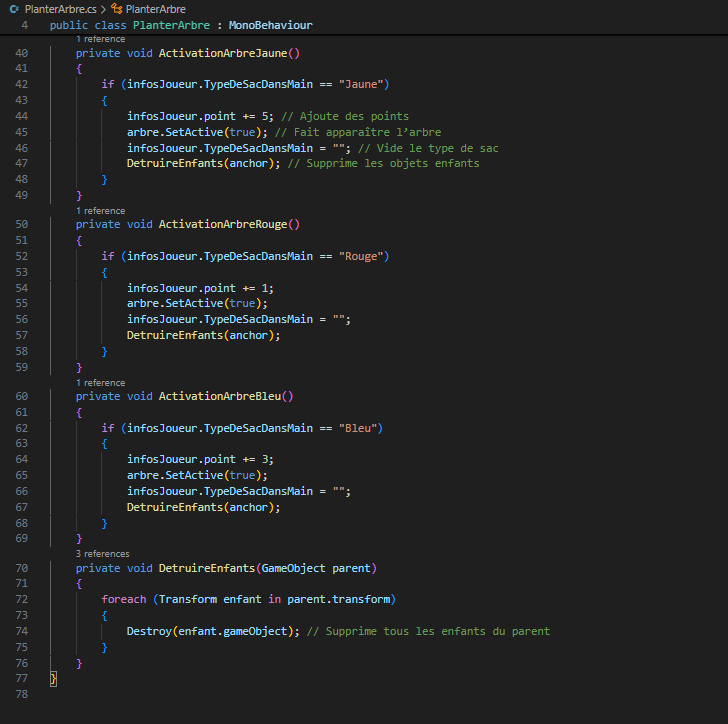 PlanterArbre.cs > PlanterArbre
4 public class PlanterArbre : MonoBehaviour
1 reference
40 private void ActivationArbreJaune()
41 {
42 if (infosJoueur.TypeDeSacDansMain == "Jaune")
43 {
44 infosJoueur.point += 5; // Ajoute des points
45 arbre.SetActive(true); // Fait apparaître l'arbre
46 infosJoueur.TypeDeSacDansMain = ""; // Vide le type de sac
47 DetruireEnfants(anchor); // Supprime les objets enfants
48 }
49 }
1 reference
50 private void ActivationArbreRouge()
51 {
52 if (infosJoueur.TypeDeSacDansMain == "Rouge")
53 {
54 infosJoueur.point += 1;
55 arbre.SetActive(true);
56 infosJoueur.TypeDeSacDansMain = "";
57 DetruireEnfants(anchor);
58 }
59 }
1 reference
60 private void ActivationArbreBleu()
61 {
62 if (infosJoueur.TypeDeSacDansMain == "Bleu")
63 {
64 infosJoueur.point += 3;
65 arbre.SetActive(true);
66 infosJoueur.TypeDeSacDansMain = "";
67 DetruireEnfants(anchor);
68 }
69 }
3 references
70 private void DetruireEnfants(GameObject parent)
71 {
72 foreach (Transform enfant in parent.transform)
73 {
74 Destroy(enfant.gameObject); // Supprime tous les enfants du parent
75 }
76 }
77 }
78